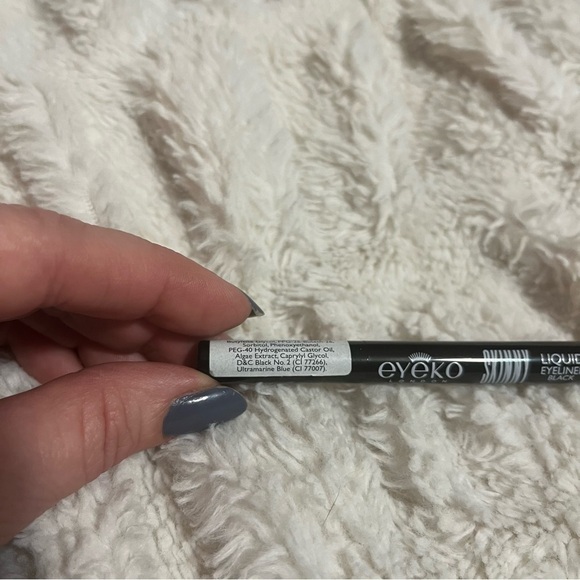 Sorbitol, Phenoxyethanol,
PEG-40 Hydrogenated Castor Oil,
Algae Extract, Caprylyl Glycol,
D&C Black No. 2 (CI 77266),
Ultramarine Blue (CI 77007).
eyeko
LONDON
SKINNY
LIQUID
EYELINER
BLACK